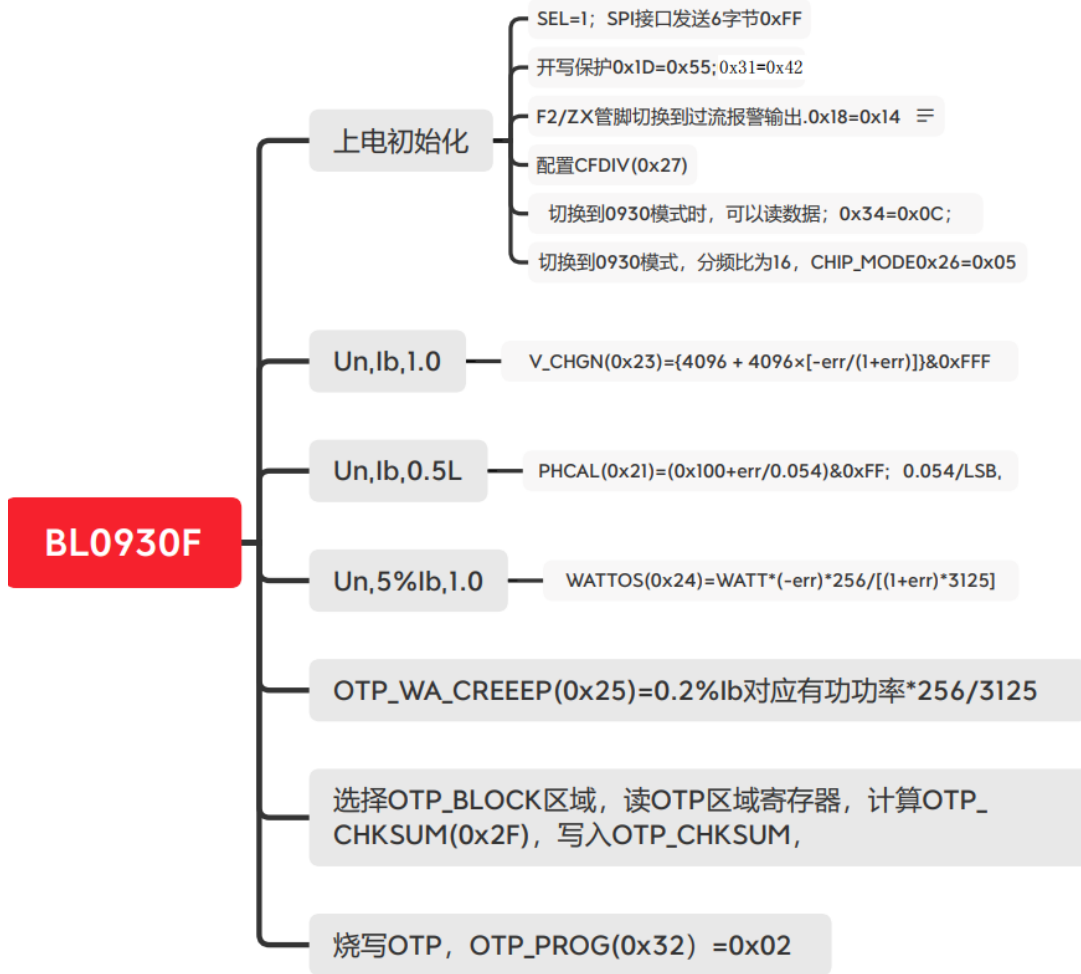 SEL=1；SPI接口发送6字节0xFF
开写保护0x1D=0x55;0x31=0x42
F2/ZX管脚切换到过流报警输出.0x18=0x14
上电初始化
配置CFDIV(0x27)
切换到0930模式时，可以读数据；0x34=0x0C；
切换到0930模式，分频比为16，CHIP_MODE0x26=0x05
Un,Ib,1.0
V_CHGN(0x23)={4096 + 4096×[-err/(1+err)]}&0xFFF
Un,Ib,0.5L
PHCAL(0x21)=(0x100+err/0.054)&0xFF；0.054/LSB,
BL0930F
Un,5%Ib,1.0
WATTOS(0x24)=WATT*(-err)*256/[(1+err)*3125]
OTP_WA_CREEEP(0x25)=0.2%Ib对应有功功率*256/3125
选择OTP_BLOCK区域，读OTP区域寄存器，计算OTP_
CHKSUM(0x2F)，写入OTP_CHKSUM，
烧写OTP，OTP_PROG(0x32）=0x02